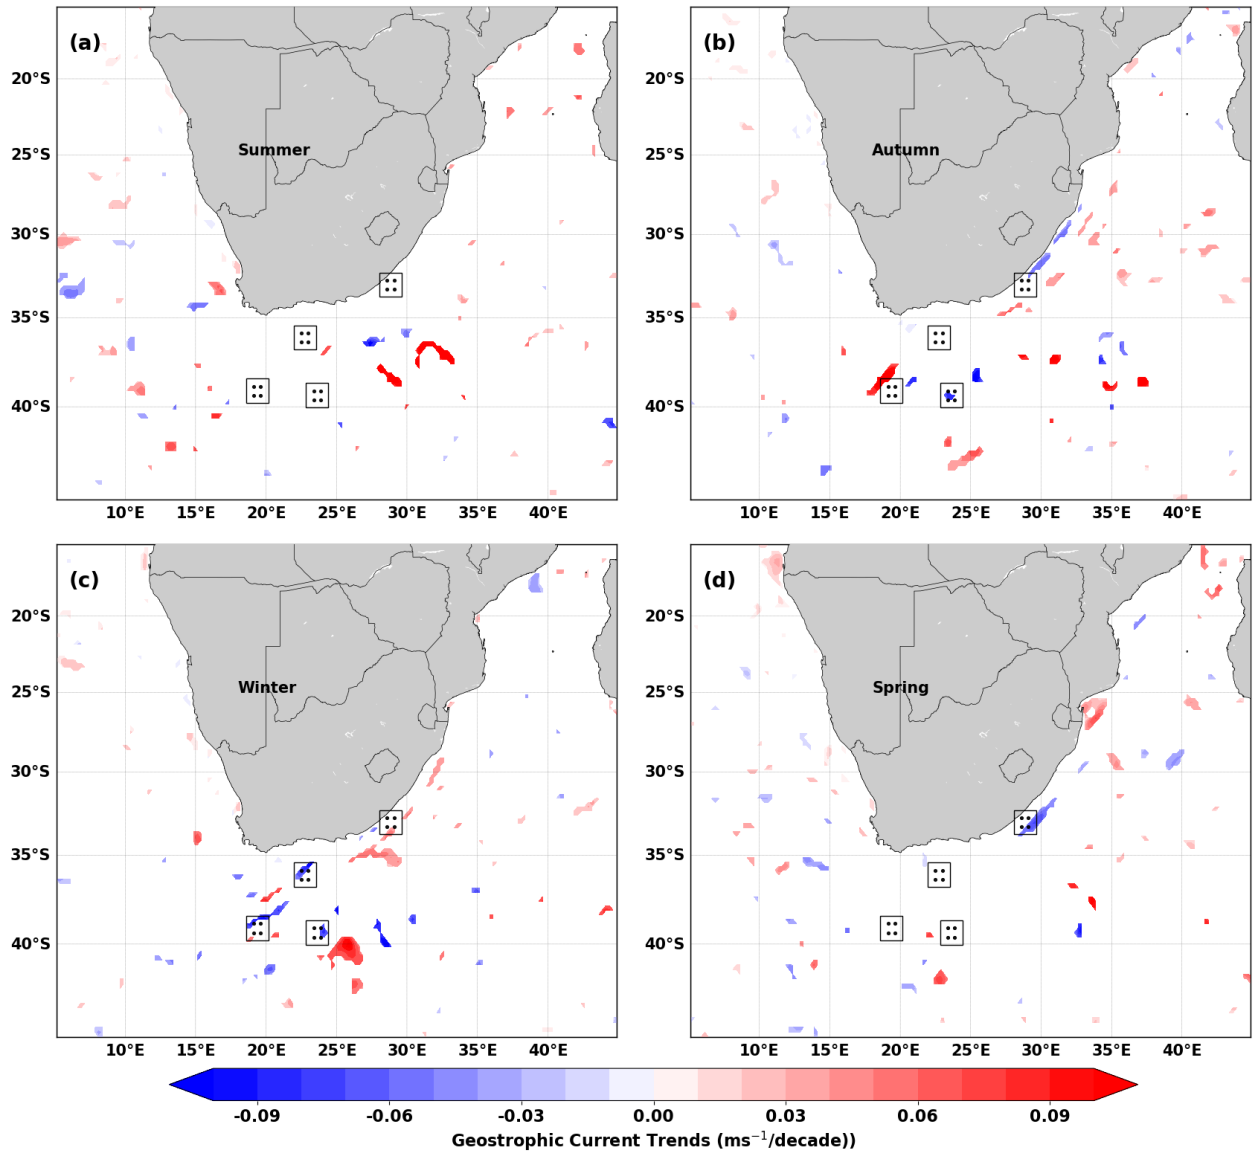 (a)
Summer
20°S
25°S
30°S
35°S
40°S
10°E 15°E 20°E 25°E 30°E 35°E 40°E
(b)
Autumn
20°S
25°S
30°S
35°S
40°S
10°E 15°E 20°E 25°E 30°E 35°E 40°E
(c)
Winter
20°S
25°S
30°S
35°S
40°S
10°E 15°E 20°E 25°E 30°E 35°E 40°E
(d)
Spring
20°S
25°S
30°S
35°S
40°S
10°E 15°E 20°E 25°E 30°E 35°E 40°E
-0.09 -0.06 -0.03 0.00 0.03 0.06 0.09
Geostrophic Current Trends (ms⁻¹/decade))